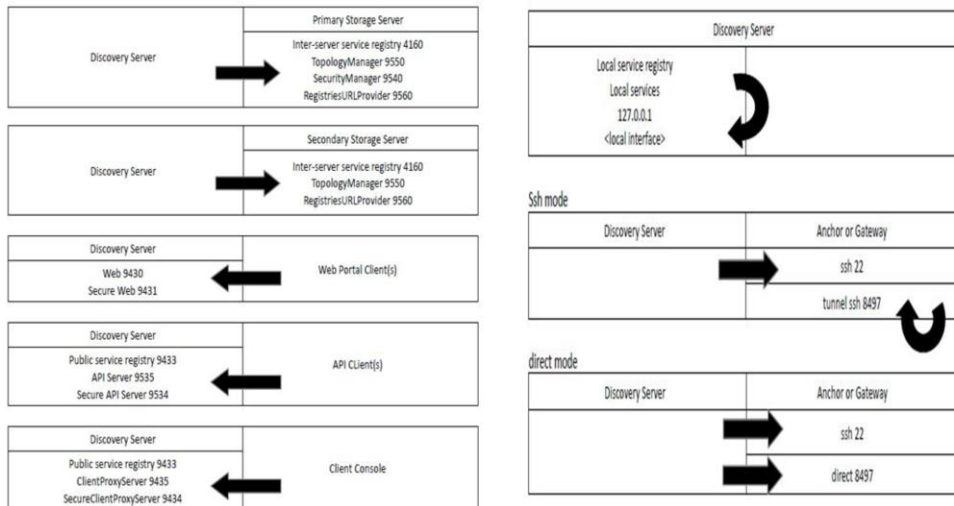 Primary Storage Server
Discovery Server
Inter-server service registry 4160
TopologyManager 9550
SecurityManager 9540
RegistriesURLProvider 9560
Secondary Storage Server
Discovery Server
Inter-server service registry 4160
TopologyManager 9550
RegistriesURLProvider 9560
Discovery Server
Web 9430
Secure Web 9431
Web Portal Client(s)
Discovery Server
Public service registry 9433
API Server 9535
Secure API Server 9534
API CLient(s)
Discovery Server
Public service registry 9433
ClientProxyServer 9435
SecureClientProxyServer 9434
Client Console
Discovery Server
Local service registry
Local services
127.0.0.1
<local interface>
Ssh mode
Discovery Server
Anchor or Gateway
ssh 22
tunnel ssh 8497
direct mode
Discovery Server
Anchor or Gateway
ssh 22
direct 8497